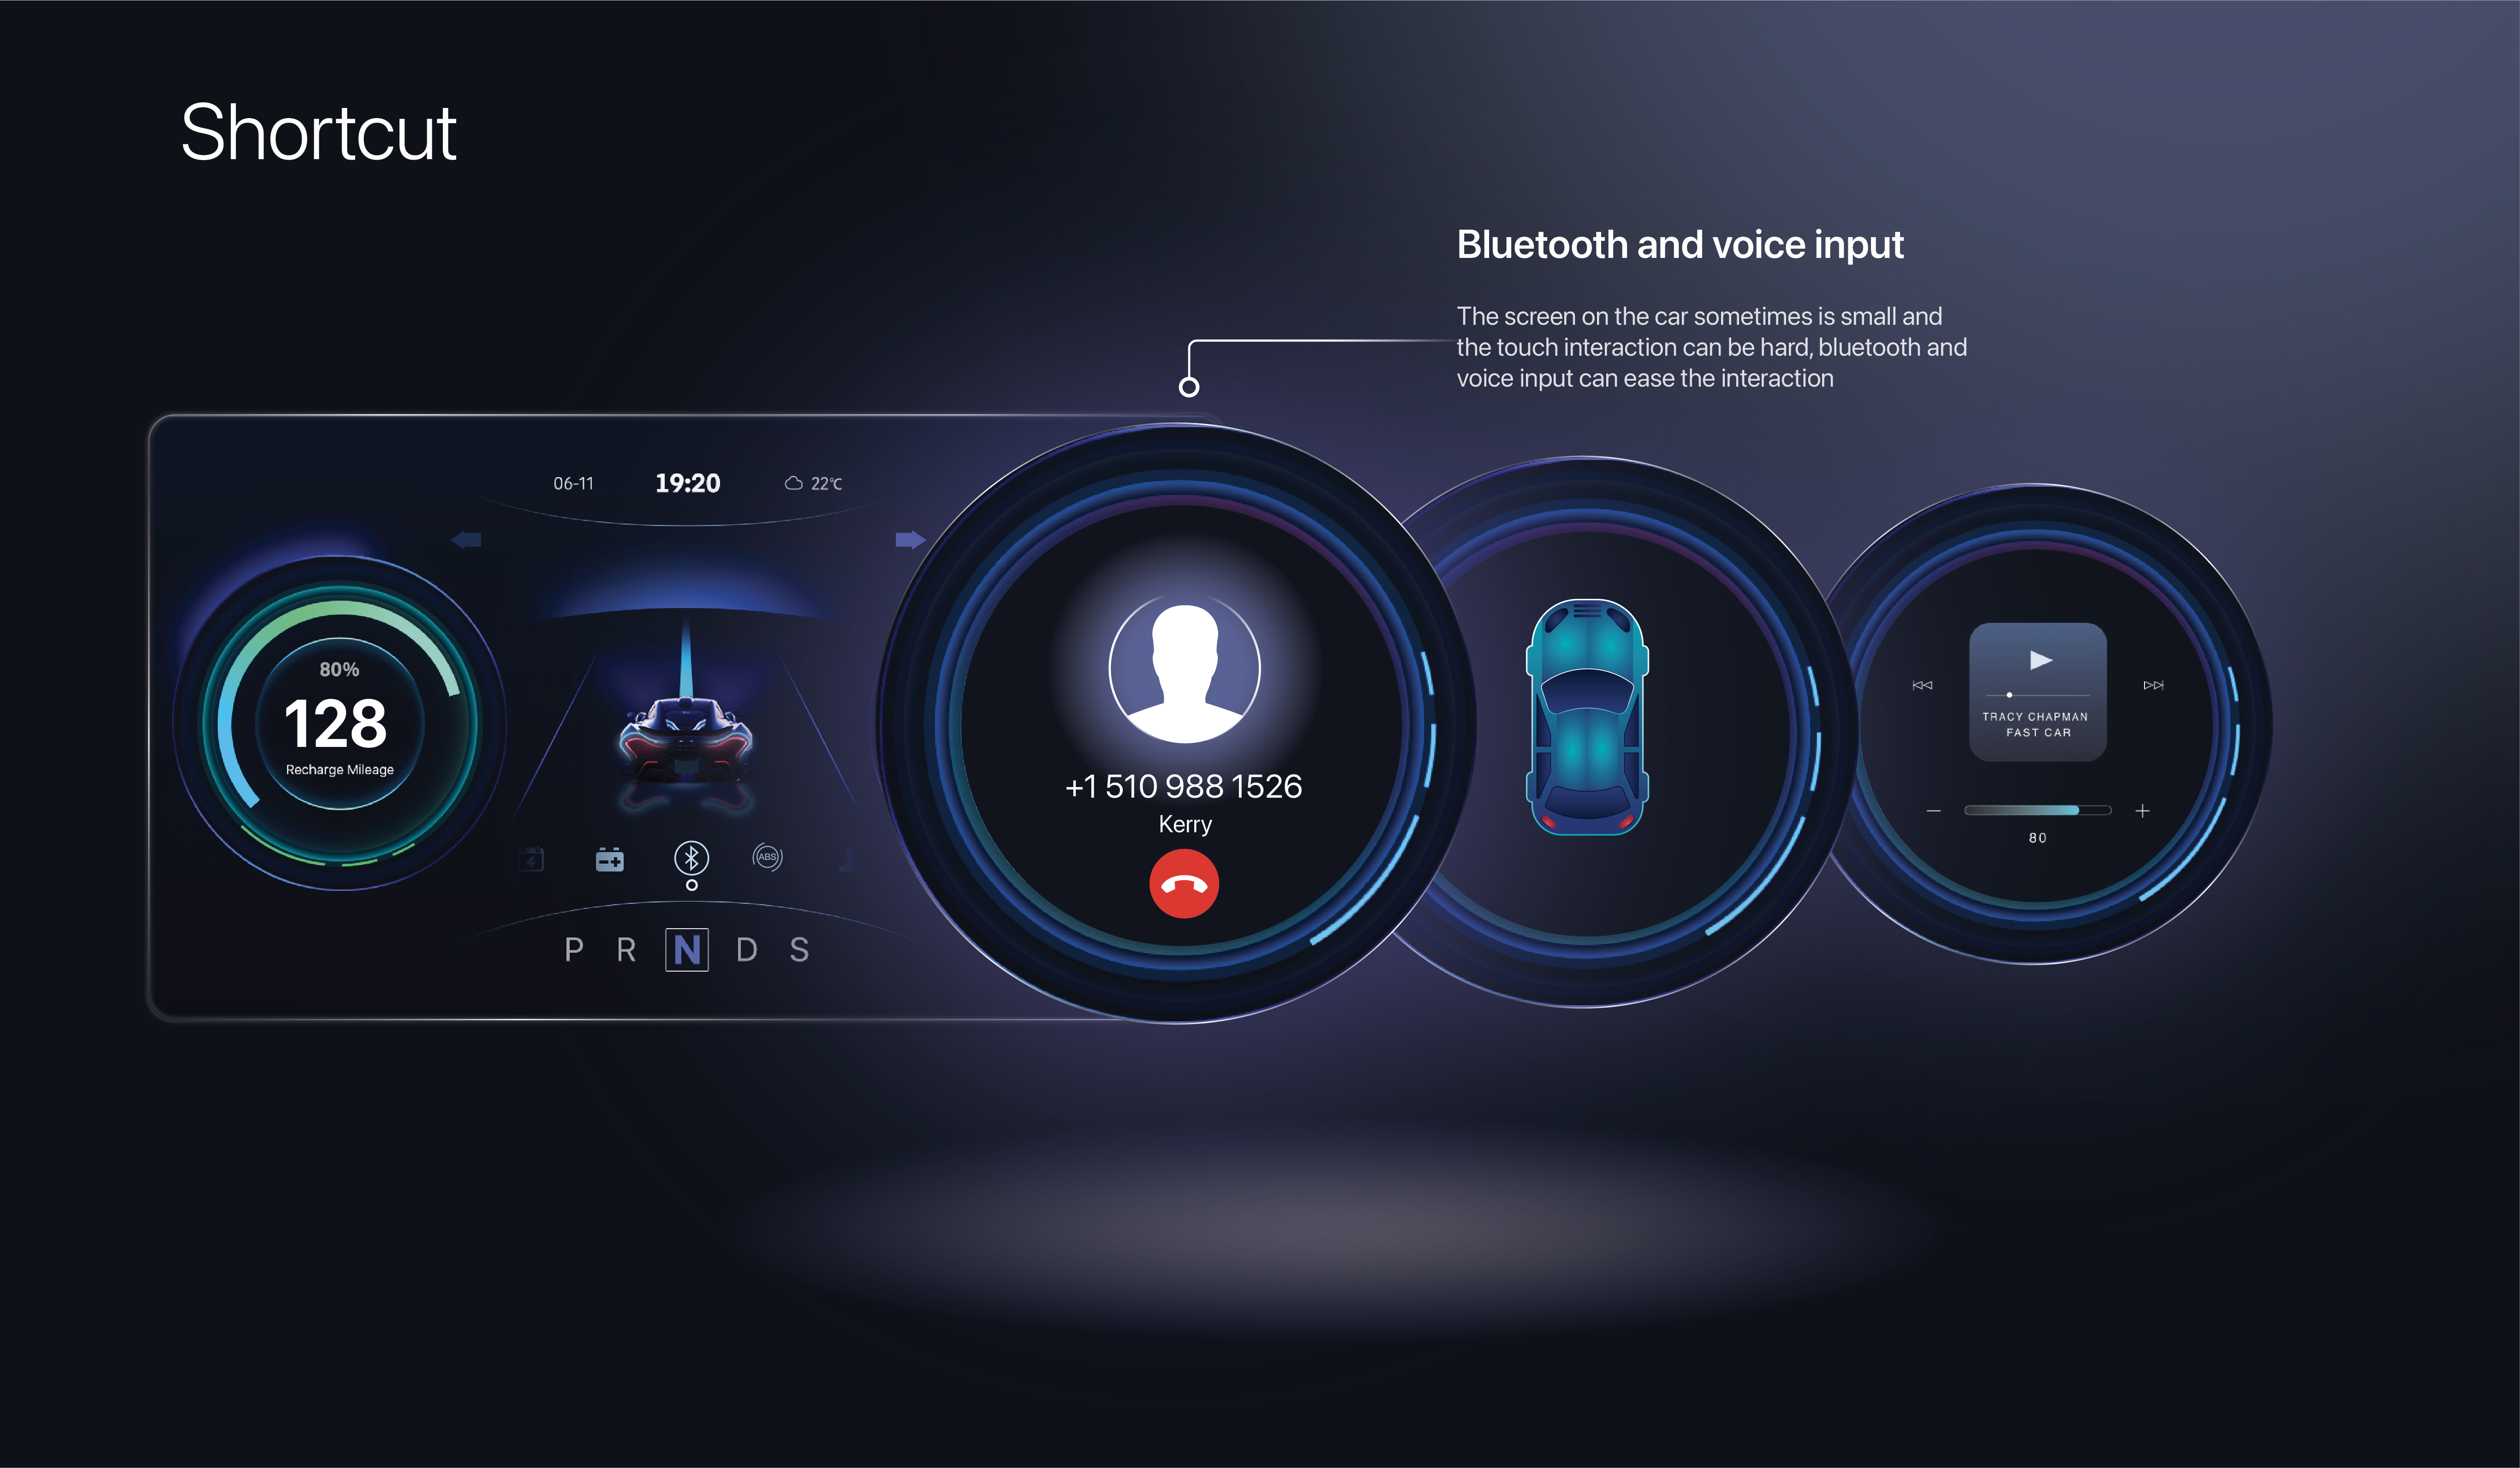 Shortcut
Bluetooth and voice input
The screen on the car sometimes is small and
the touch interaction can be hard, bluetooth and
voice input can ease the interaction
06-11 19:20 22℃
80%
128
Recharge Mileage
ABS
P R N D S
+1 510 988 1526
Kerry
TRACY CHAPMAN
FAST CAR
80